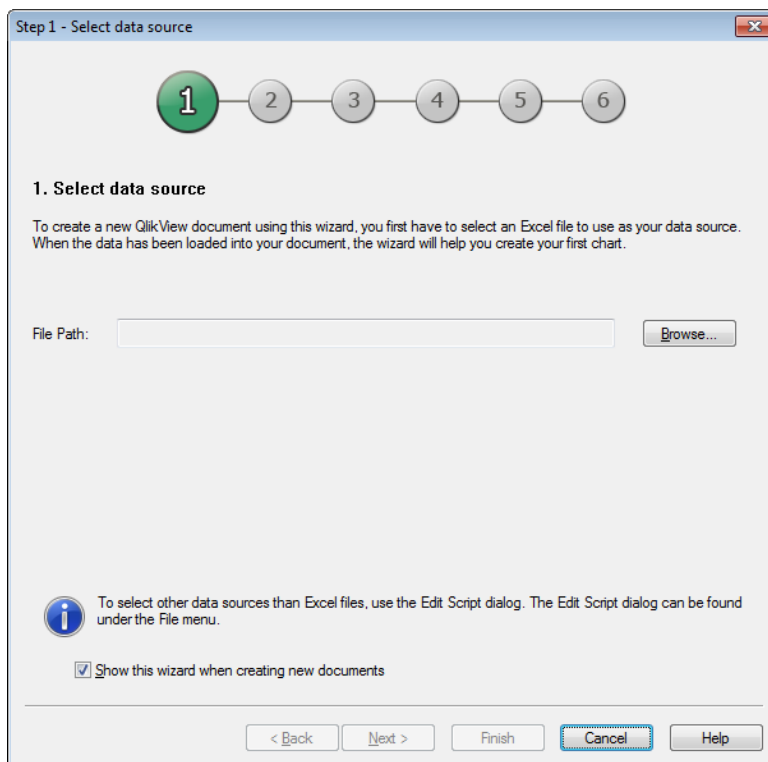 Step 1 - Select data source
1 2 3 4 5 6
1. Select data source
To create a new QlikView document using this wizard, you first have to select an Excel file to use as your data source.
When the data has been loaded into your document, the wizard will help you create your first chart.
File Path:
Browse...
To select other data sources than Excel files, use the Edit Script dialog. The Edit Script dialog can be found
under the File menu.
Show this wizard when creating new documents
< Back Next > Finish Cancel Help